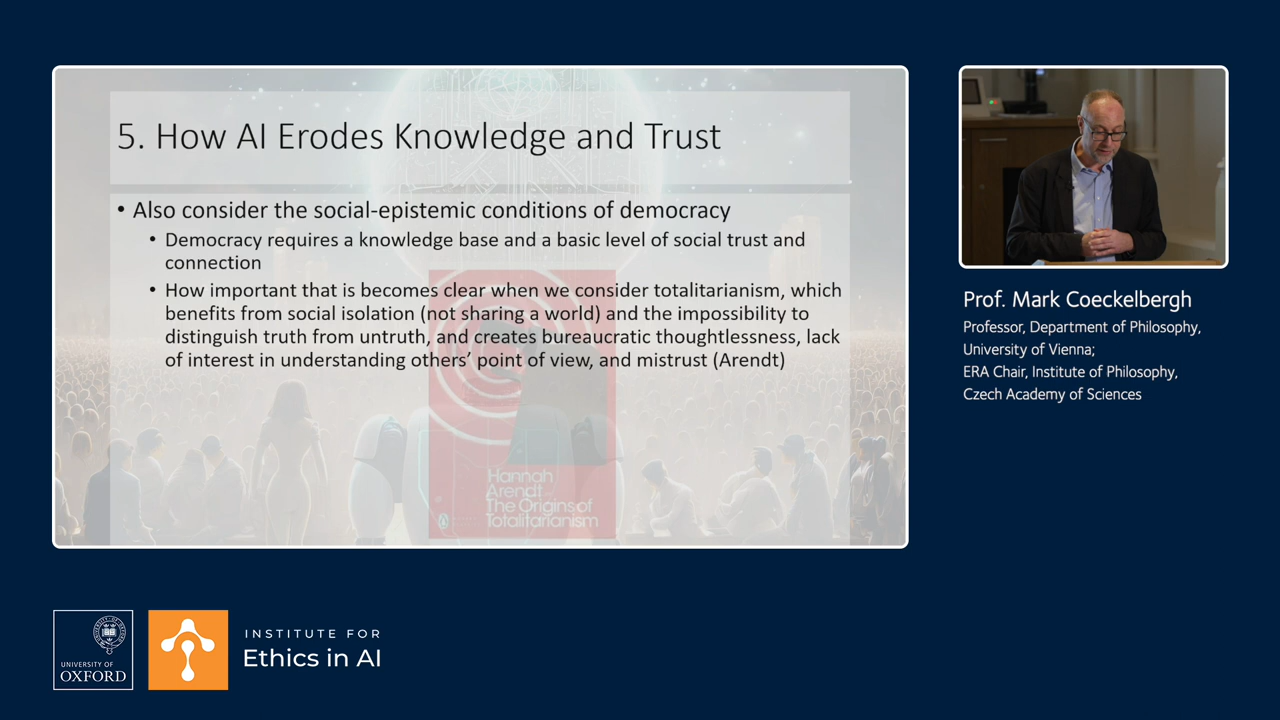 5. How AI Erodes Knowledge and Trust
• Also consider the social-epistemic conditions of democracy
• Democracy requires a knowledge base and a basic level of social trust and
connection
• How important that is becomes clear when we consider totalitarianism, which
benefits from social isolation (not sharing a world) and the impossibility to
distinguish truth from untruth, and creates bureaucratic thoughtlessness, lack
of interest in understanding others' point of view, and mistrust (Arendt)
Hannah
Arendt
The Origins of
Totalitarianism
Prof. Mark Coeckelbergh
Professor, Department of Philosophy,
University of Vienna;
ERA Chair, Institute of Philosophy,
Czech Academy of Sciences
UNIVERSITY OF
OXFORD
INSTITUTE FOR
Ethics in AI